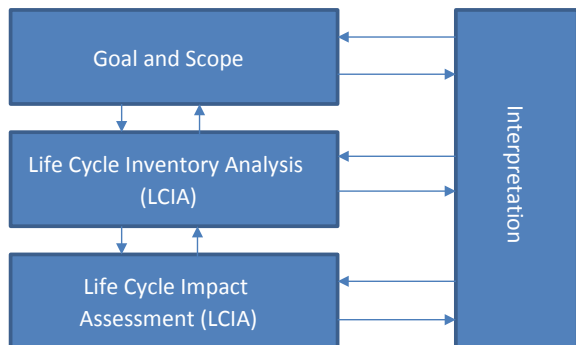 Goal and Scope
Life Cycle Inventory Analysis
(LCIA)
Life Cycle Impact
Assessment (LCIA)
Interpretation